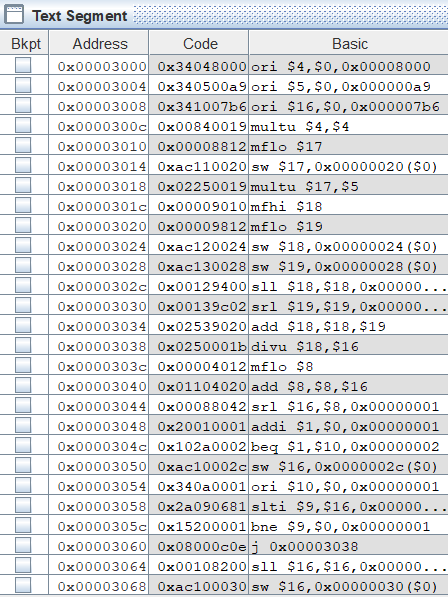 Text Segment
Bkpt Address Code Basic
0x00003000 0x34048000 ori $4,$0,0x00008000
0x00003004 0x340500a9 ori $5,$0,0x000000a9
0x00003008 0x341007b6 ori $16,$0,0x000007b6
0x0000300c 0x00840019 multu $4,$4
0x00003010 0x00008812 mflo $17
0x00003014 0xac110020 sw $17,0x00000020($0)
0x00003018 0x02250019 multu $17,$5
0x0000301c 0x00009010 mfhi $18
0x00003020 0x00009812 mflo $19
0x00003024 0xac120024 sw $18,0x00000024($0)
0x00003028 0xac130028 sw $19,0x00000028($0)
0x0000302c 0x00129400 sll $18,$18,0x00000...
0x00003030 0x00139c02 srl $19,$19,0x00000...
0x00003034 0x02539020 add $18,$18,$19
0x00003038 0x0250001b divu $18,$16
0x0000303c 0x00004012 mflo $8
0x00003040 0x01104020 add $8,$8,$16
0x00003044 0x00088042 srl $16,$8,0x00000001
0x00003048 0x20010001 addi $1,$0,0x00000001
0x0000304c 0x102a0002 beq $1,$10,0x00000002
0x00003050 0xac10002c sw $16,0x0000002c($0)
0x00003054 0x340a0001 ori $10,$0,0x00000001
0x00003058 0x2a090681 slti $9,$16,0x00000...
0x0000305c 0x15200001 bne $9,$0,0x00000001
0x00003060 0x08000c0e j 0x00003038
0x00003064 0x00108200 sll $16,$16,0x00000...
0x00003068 0xac100030 sw $16,0x00000030($0)